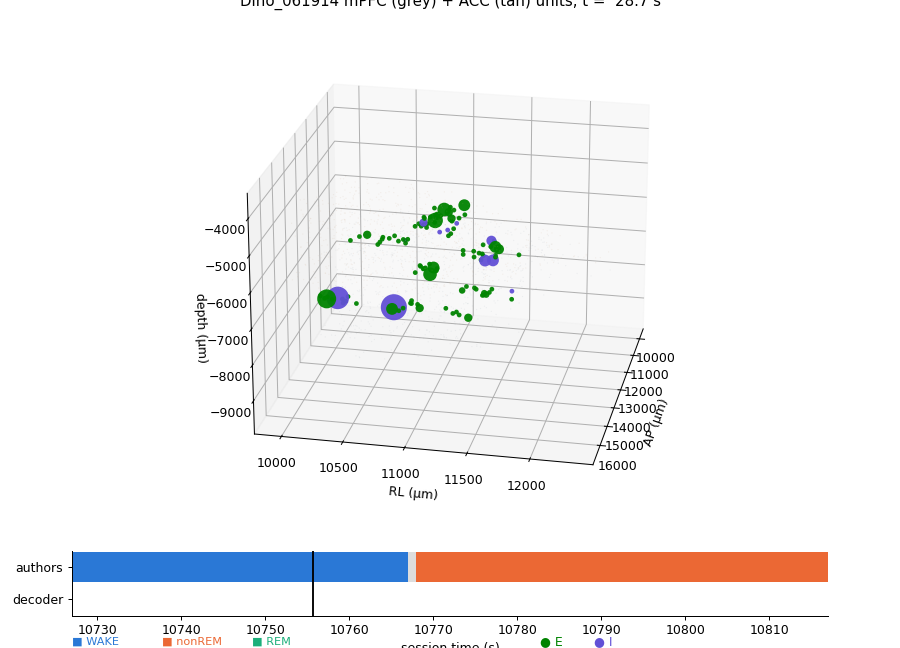 Dino_061914 mPFC (grey) + ACC (tan) units, t = 28.7 s
−4000
−5000
−6000
−7000
−8000
−9000
depth (μm)
10000
10500
11000
11500
12000
RL (μm)
10000
11000
12000
13000
14000
15000
16000
AP (μm)
authors
decoder
10730
10740
10750
10760
10770
10780
10790
10800
10810
session time (s)
WAKE
nonREM
REM
E
I